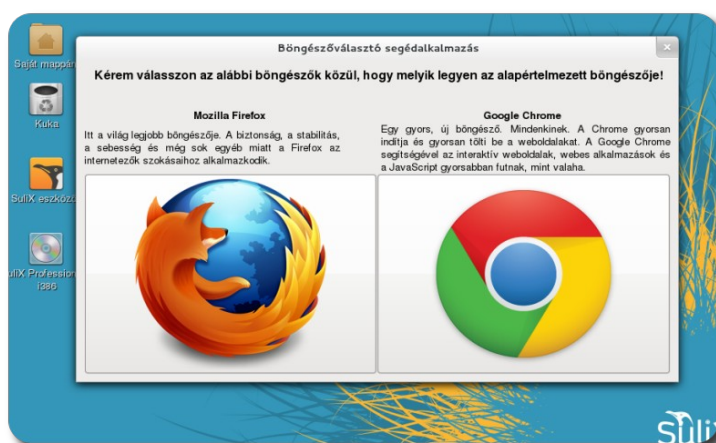 Böngészőválasztó segédalkalmazás
Saját mappám
Kérem válasszon az alábbi böngészők közül, hogy melyik legyen az alapértelmezett böngészője!
Kuka
Mozilla Firefox
Itt a világ legjobb böngészője. A biztonság, a stabilitás,
a sebesség és még sok egyéb miatt a Firefox az
internetezők szokásaihoz alkalmazkodik.
Google Chrome
Egy gyors, új böngésző. Mindenkinek. A Chrome gyorsan
indítja és gyorsan tölti be a weboldalakat. A Google Chrome
segítségével az interaktív weboldalak, webes alkalmazások és
a JavaScript gyorsabban futnak, mint valaha.
SuliX eszközö
uliX Profession
i386
Suli